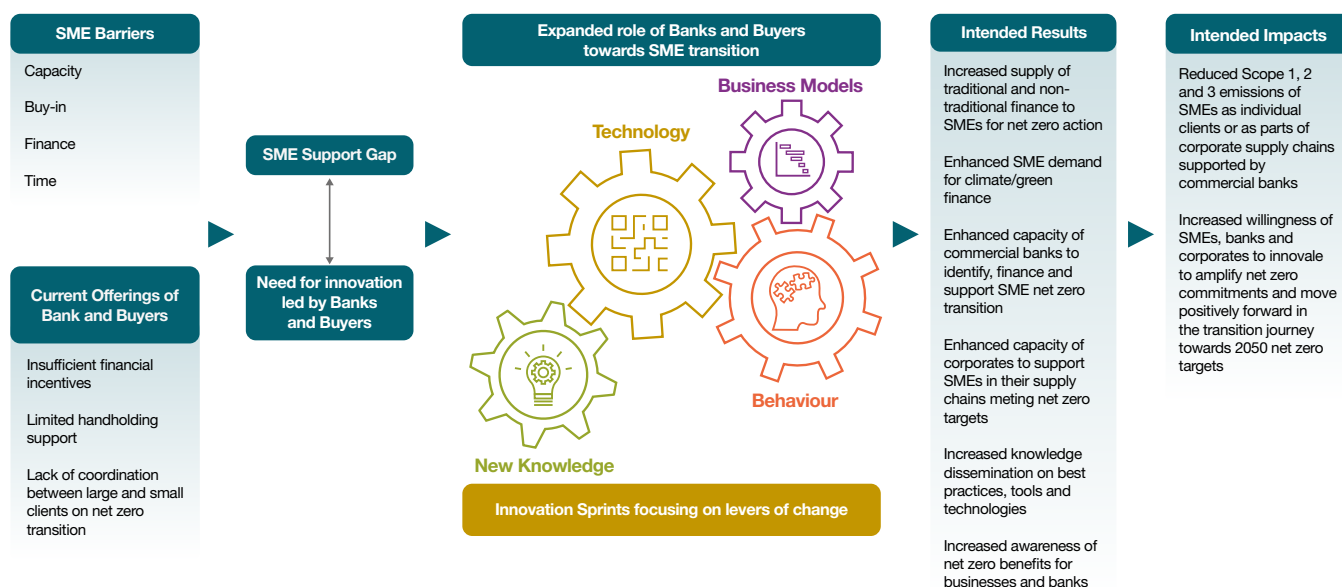 SME Barriers
Capacity
Buy-in
Finance
Time
Current Offerings of
Bank and Buyers
Insufficient financial
incentives
Limited handholding
support
Lack of coordination
between large and small
clients on net zero
transition
SME Support Gap
Need for innovation
led by Banks
and Buyers
Expanded role of Banks and Buyers
towards SME transition
Business Models
Technology
Behaviour
New Knowledge
Innovation Sprints focusing on levers of change
Intended Results
Increased supply of
traditional and non-
traditional finance to
SMEs for net zero action
Enhanced SME demand
for climate/green
finance
Enhanced capacity of
commercial banks to
identify, finance and
support SME net zero
transition
Enhanced capacity of
corporates to support
SMEs in their supply
chains meting net zero
targets
Increased knowledge
dissemination on best
practices, tools and
technologies
Increased awareness of
net zero benefits for
businesses and banks
Intended Impacts
Reduced Scope 1, 2
and 3 emissions of
SMEs as individual
clients or as parts of
corporate supply chains
supported by
commercial banks
Increased willingness of
SMEs, banks and
corporates to innovale
to amplify net zero
commitments and move
positively forward in
the transition journey
towards 2050 net zero
targets